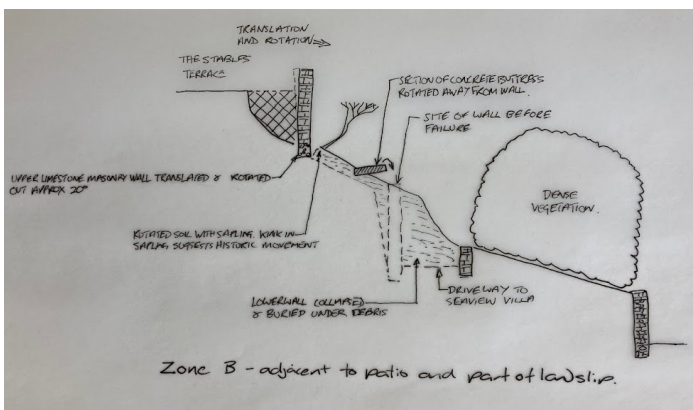 TRANSLATION
AND ROTATION
THE STABLES
TERRACE
SECTION OF CONCRETE BUTTRESS
ROTATED AWAY FROM WALL.
SITE OF WALL BEFORE
FAILURE
UPPER LIMESTONE MASONRY WALL TRANSLATED & ROTATED
OUT APPROX 20°
DENSE
VEGETATION.
ROTATED SOIL WITH SAPLING. KINK IN
SAPLING SUGGESTS HISTORIC MOVEMENT
LOWER WALL COLLAPSED
& BURIED UNDER DEBRIS
DRIVEWAY TO
SEAVIEW VILLA
Zone B - adjacent to patio and part of landslip.